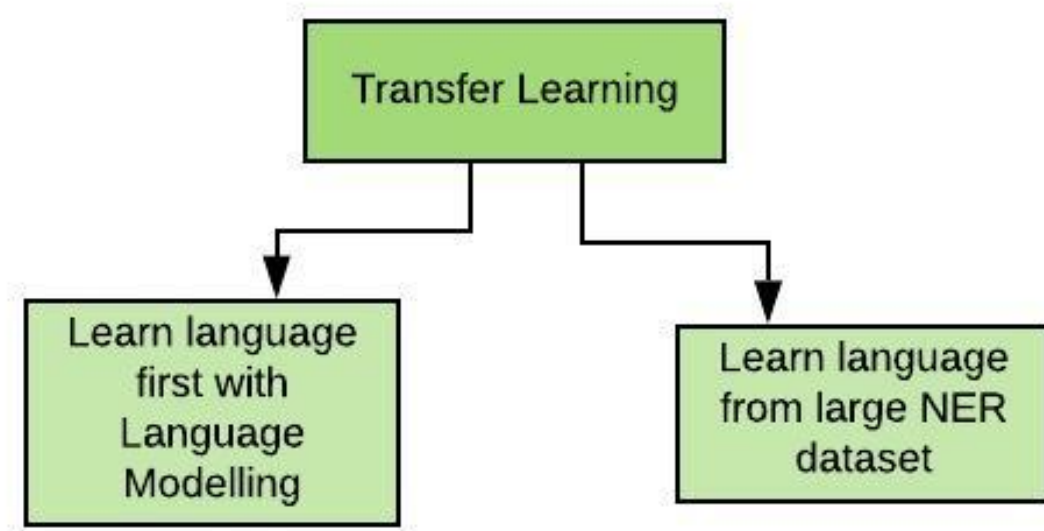 Transfer Learning
Learn language
first with
Language
Modelling
Learn language
from large NER
dataset